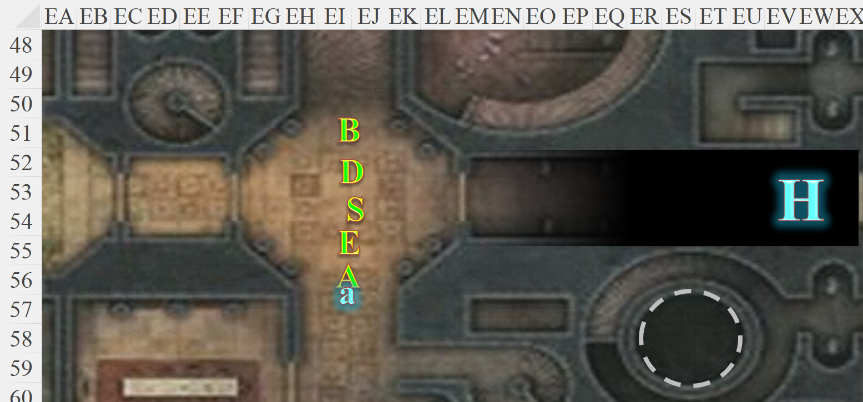 EA EB EC ED EE EF EG EH EI EJ EK EL EM EN EO EP EQ ER ES ET EU EV EW EX
48
49
50
51 B
52 D
53 H
54 S
55 E
56 A
a
57
58
59
60